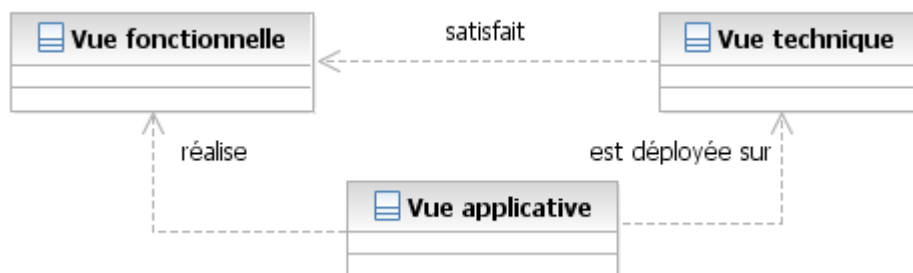 Vue fonctionnelle
satisfait
Vue technique
réalise
est déployée sur
Vue applicative